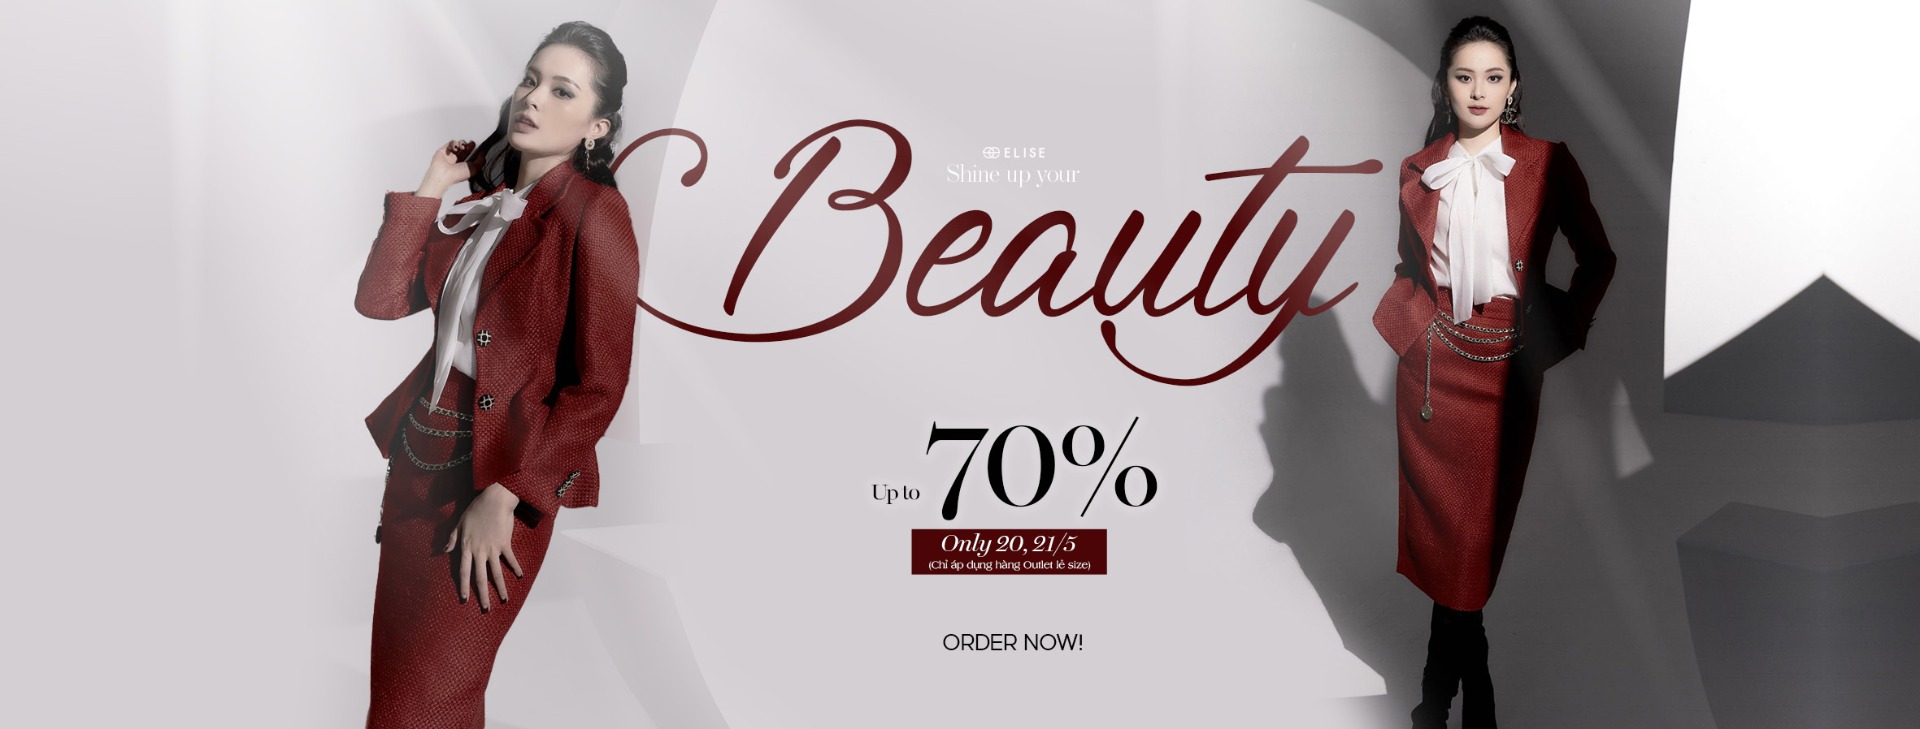 ELISE
Shine up your
Beauty
Up to 70%
Only 20, 21/5
(Chỉ áp dụng hàng Outlet lẻ size)
ORDER NOW!